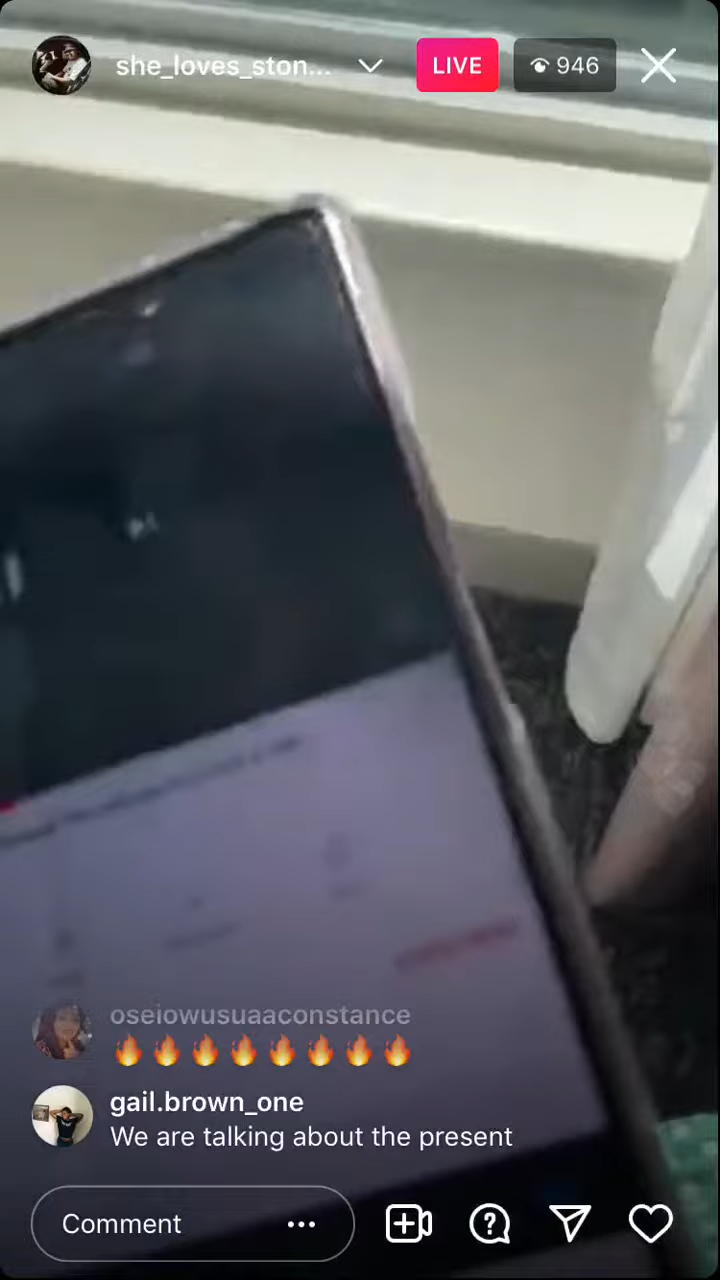 she_loves_ston...
LIVE
946
oseiowusuaaconstance
🔥🔥🔥🔥🔥🔥🔥🔥
gail.brown_one
We are talking about the present
Comment